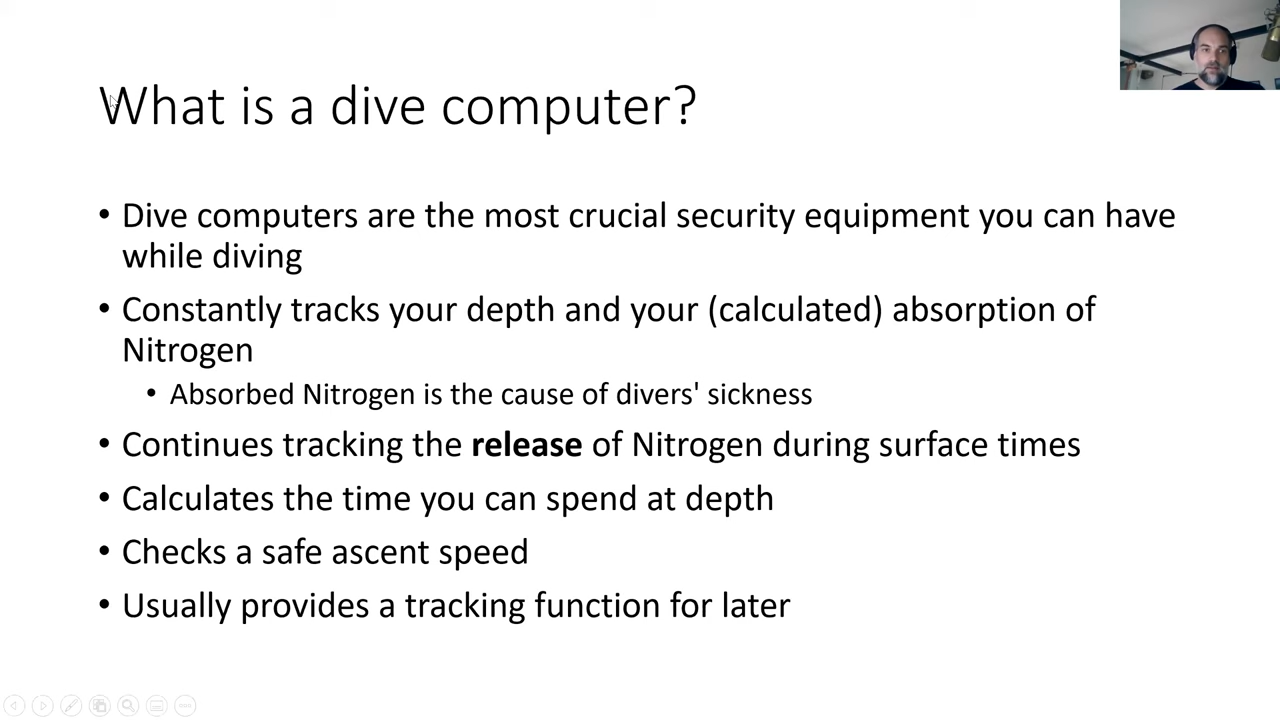 What is a dive computer?
• Dive computers are the most crucial security equipment you can have
while diving
• Constantly tracks your depth and your (calculated) absorption of
Nitrogen
• Absorbed Nitrogen is the cause of divers' sickness
• Continues tracking the release of Nitrogen during surface times
• Calculates the time you can spend at depth
• Checks a safe ascent speed
• Usually provides a tracking function for later